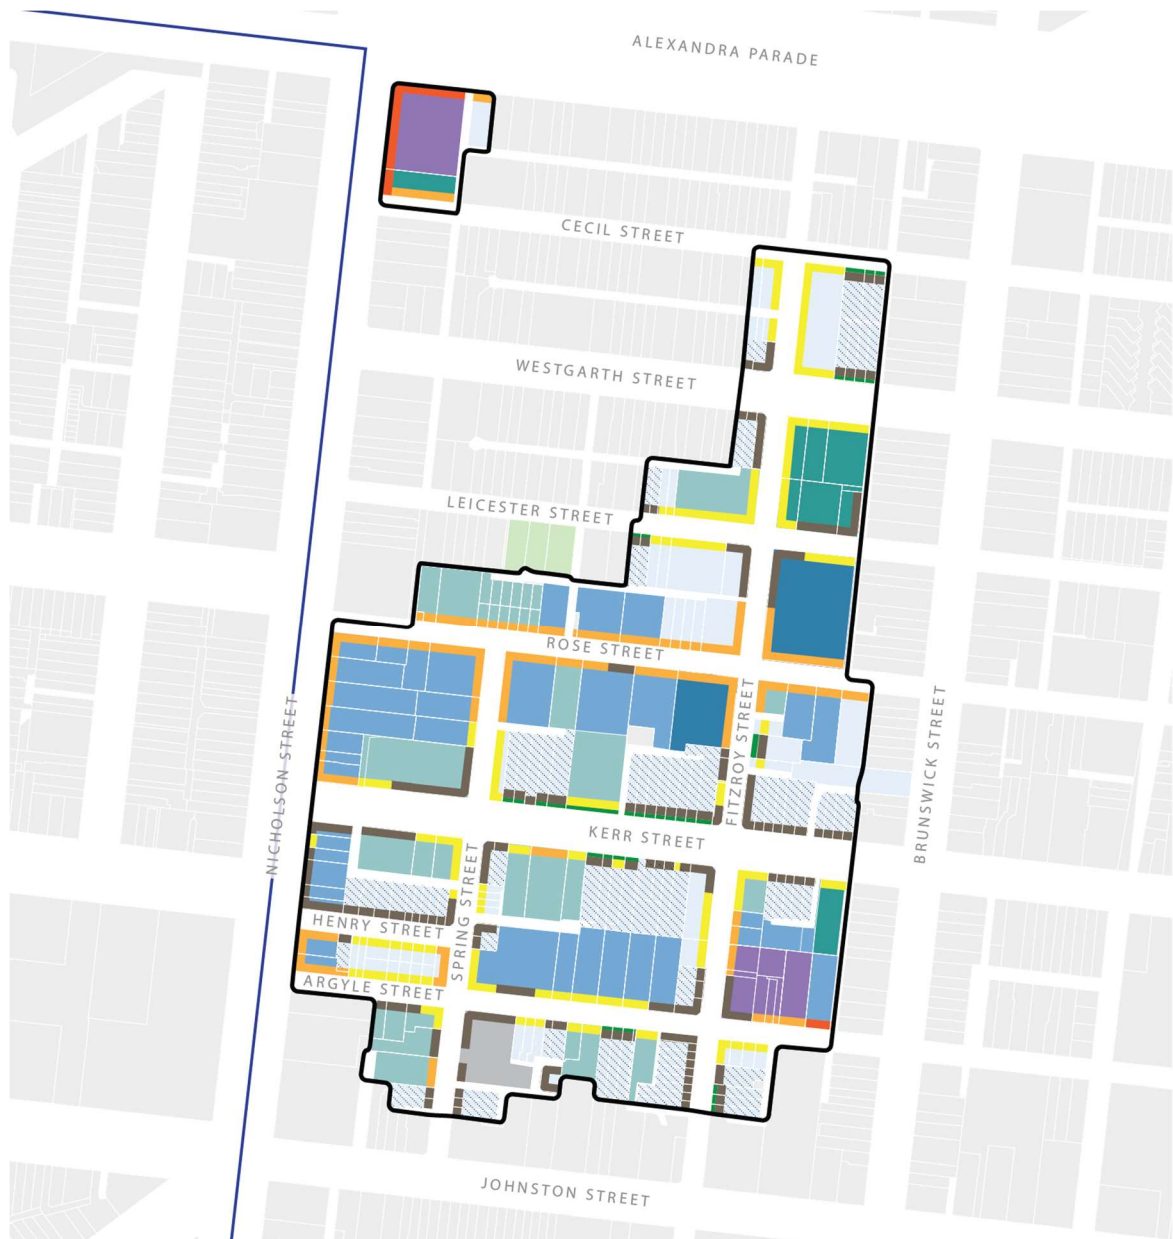 ALEXANDRA PARADE
CECIL STREET
WESTGARTH STREET
LEICESTER STREET
ROSE STREET
NICHOLSON STREET
FITZROY STREET
BRUNSWICK STREET
KERR STREET
SPRING STREET
HENRY STREET
ARGYLE STREET
JOHNSTON STREET